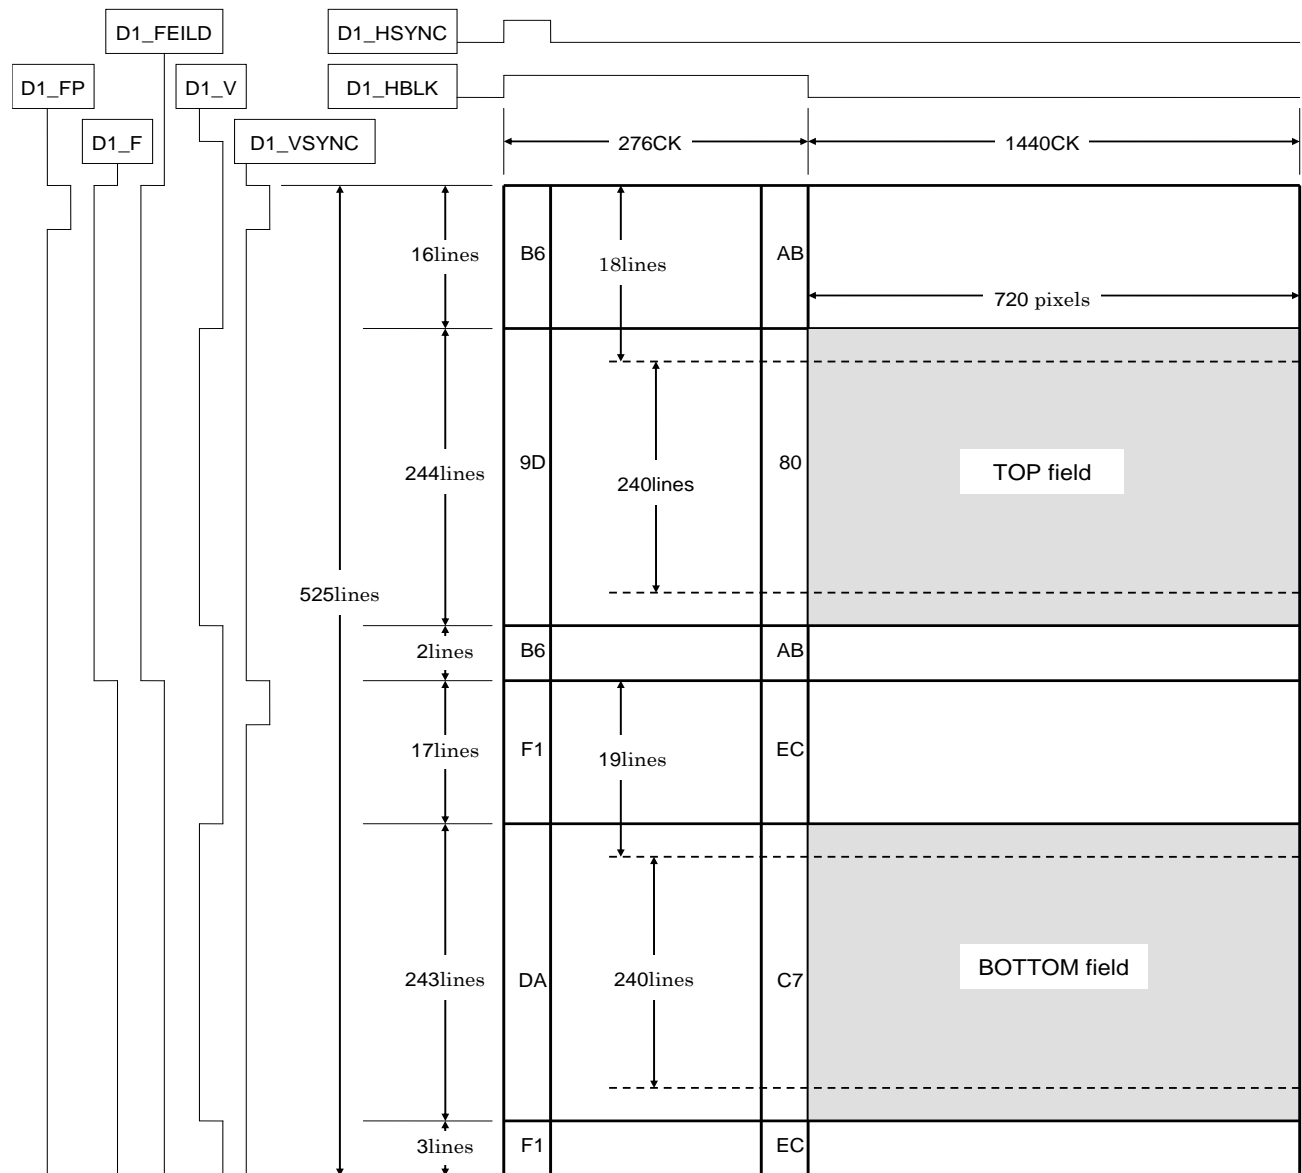 D1_FEILD
D1_HSYNC
D1_FP
D1_V
D1_HBLK
D1_F
D1_VSYNC
276CK
1440CK
16lines
B6
18lines
AB
720 pixels
244lines
9D
240lines
80
TOP field
525lines
2lines
B6
AB
17lines
F1
19lines
EC
243lines
DA
240lines
C7
BOTTOM field
3lines
F1
EC